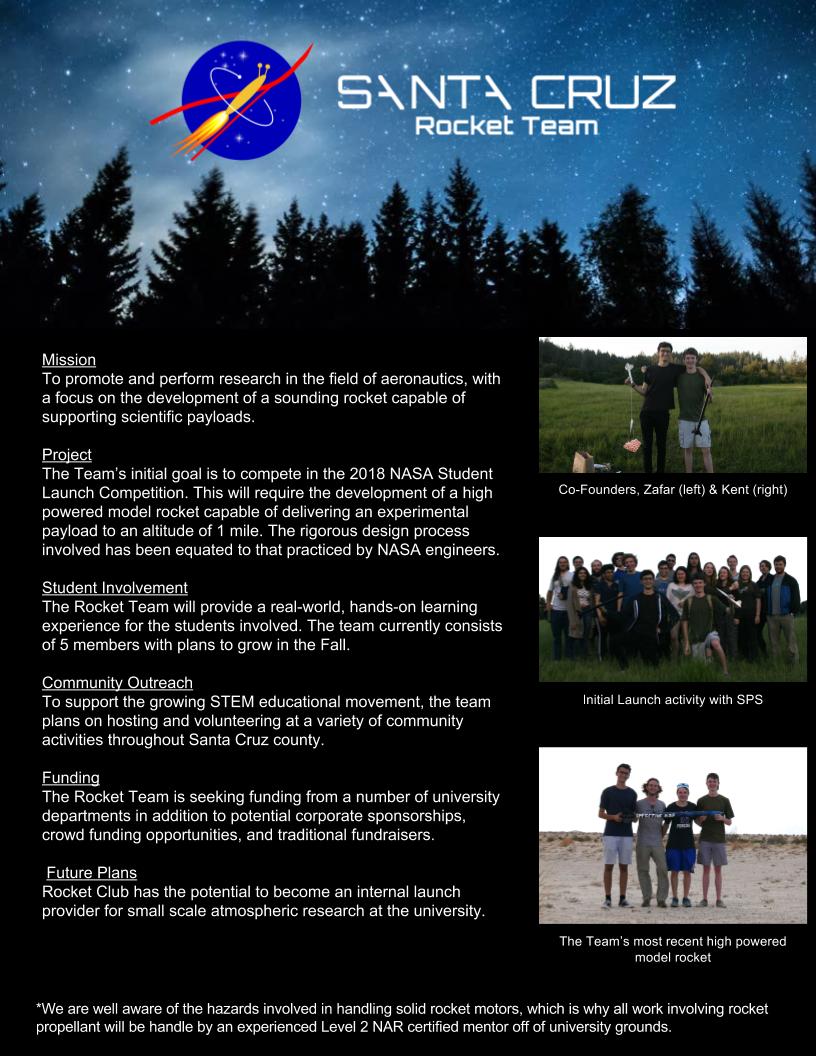 SANTA CRUZ
Rocket Team
Mission
To promote and perform research in the field of aeronautics, with
a focus on the development of a sounding rocket capable of
supporting scientific payloads.
Project
The Team's initial goal is to compete in the 2018 NASA Student
Launch Competition. This will require the development of a high
powered model rocket capable of delivering an experimental
payload to an altitude of 1 mile. The rigorous design process
involved has been equated to that practiced by NASA engineers.
Student Involvement
The Rocket Team will provide a real-world, hands-on learning
experience for the students involved. The team currently consists
of 5 members with plans to grow in the Fall.
Community Outreach
To support the growing STEM educational movement, the team
plans on hosting and volunteering at a variety of community
activities throughout Santa Cruz county.
Funding
The Rocket Team is seeking funding from a number of university
departments in addition to potential corporate sponsorships,
crowd funding opportunities, and traditional fundraisers.
Future Plans
Rocket Club has the potential to become an internal launch
provider for small scale atmospheric research at the university.
Co-Founders, Zafar (left) & Kent (right)
Initial Launch activity with SPS
The Team's most recent high powered
model rocket
*We are well aware of the hazards involved in handling solid rocket motors, which is why all work involving rocket
propellant will be handle by an experienced Level 2 NAR certified mentor off of university grounds.